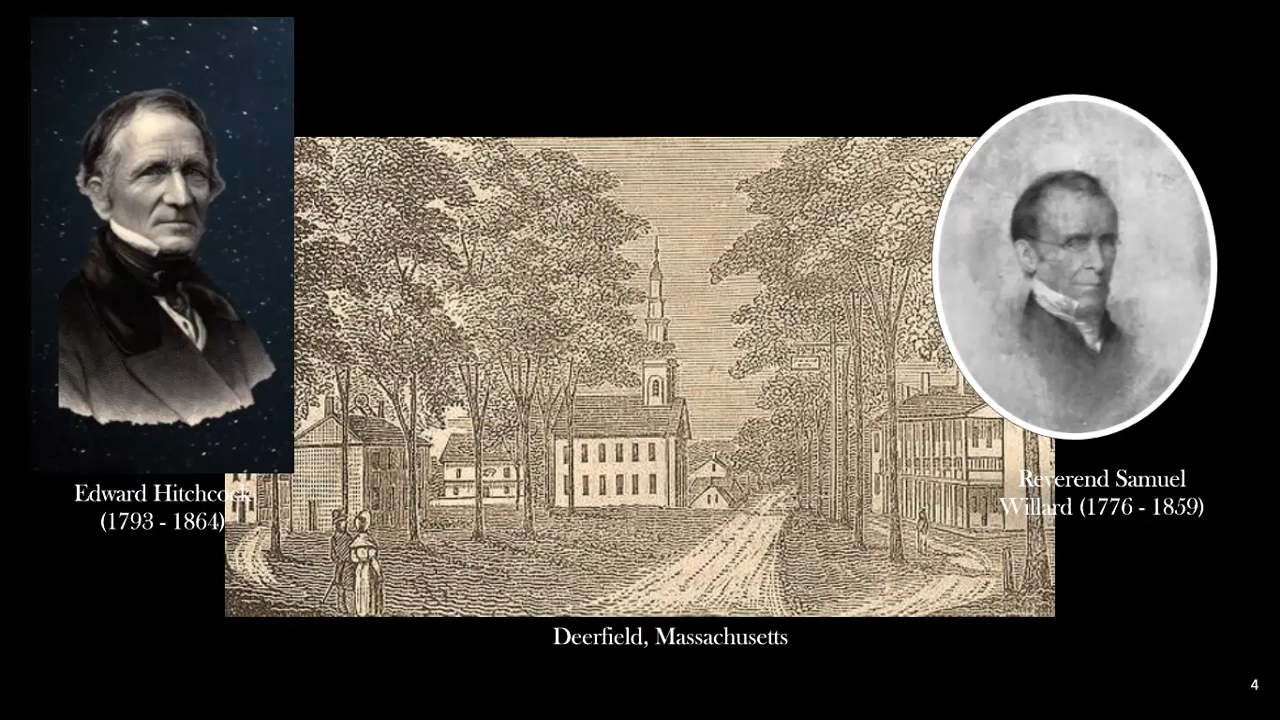 Edward Hitchcock
(1793 - 1864)
Reverend Samuel
Willard (1776 - 1859)
Deerfield, Massachusetts
4